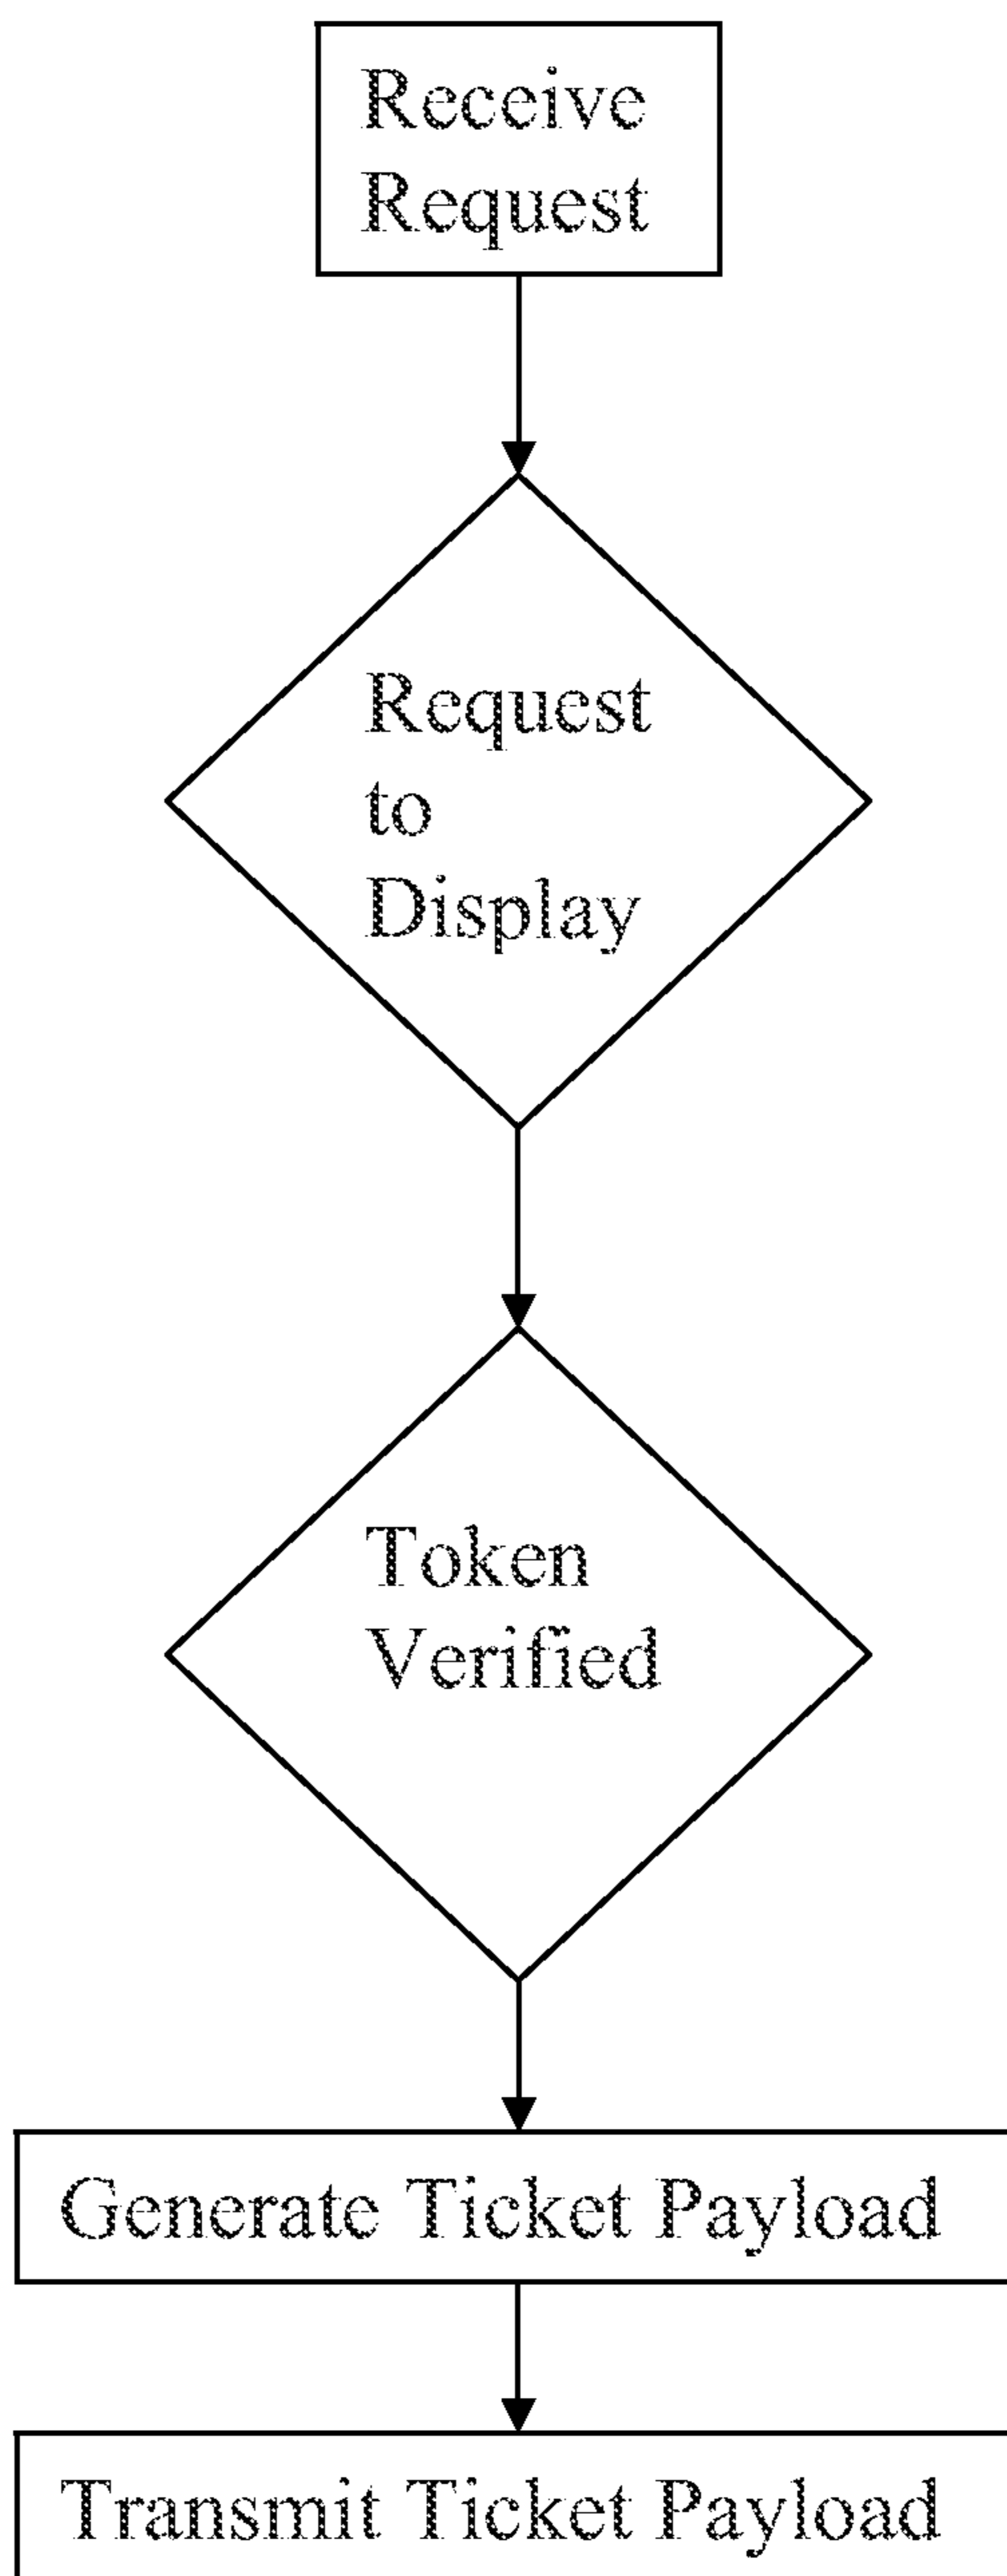 Receive
Request
Request
to
Display
Token
Verified
Generate Ticket Payload
Transmit Ticket Payload